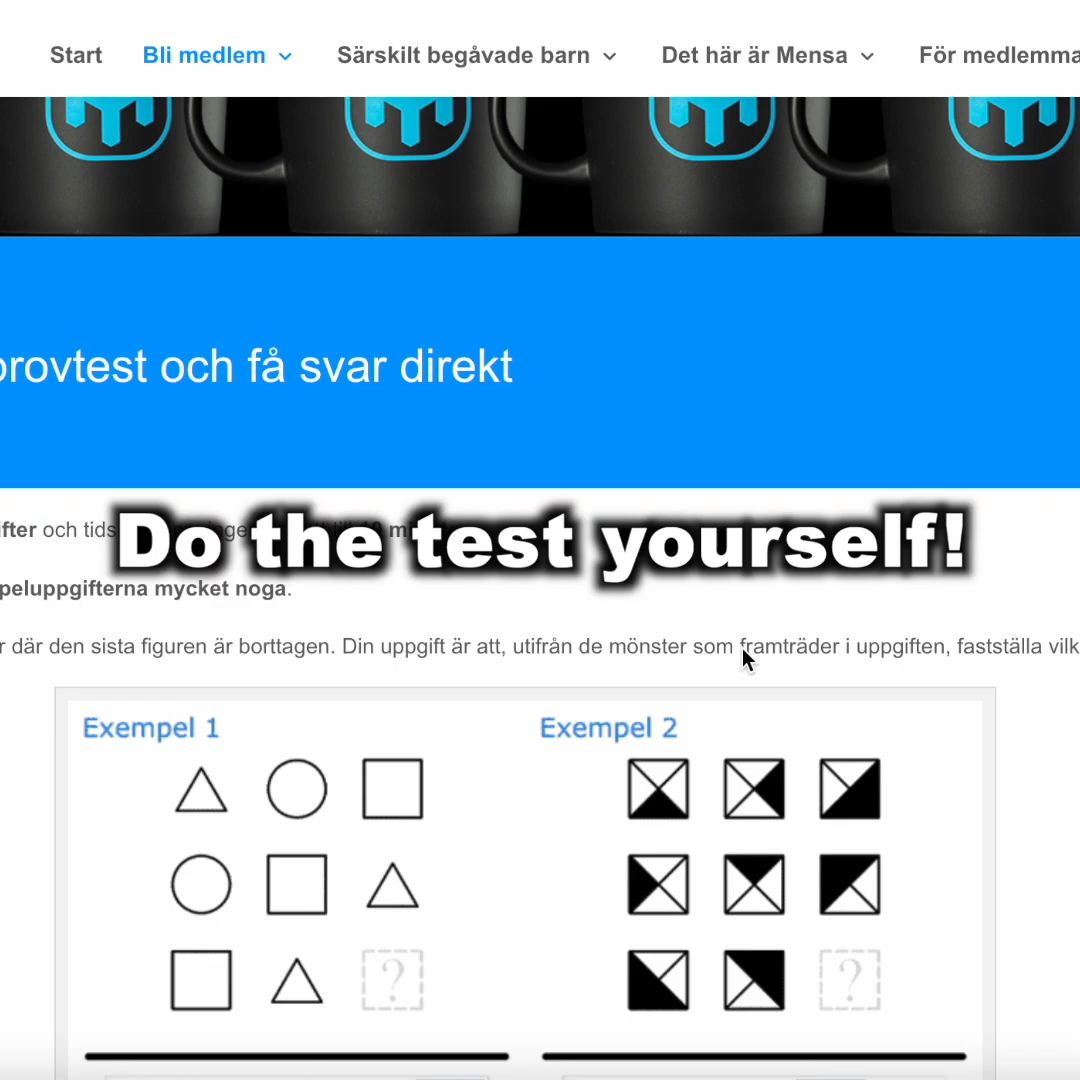 Start Bli medlem Särskilt begåvade barn Det här är Mensa För medlemma
rovtest och få svar direkt
och tids
Do the test yourself!
peluppgifterna mycket noga.
r där den sista figuren är borttagen. Din uppgift är att, utifrån de mönster som framträder i uppgiften, fastställa vilk
Exempel 1 Exempel 2
?
?